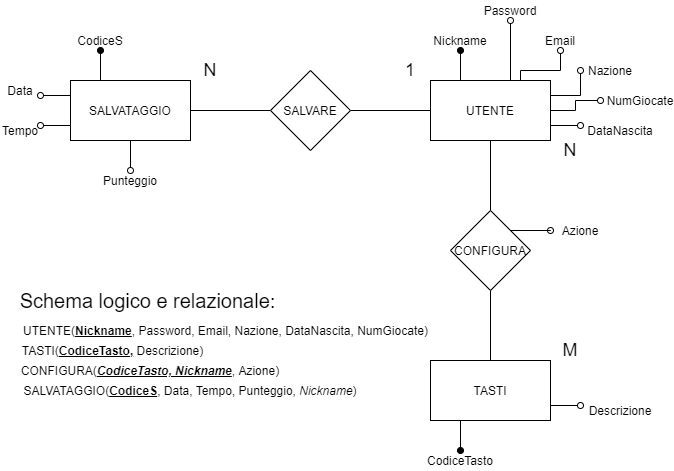 Password
CodiceS
Nickname
Email
N
1
Nazione
Data
SALVATAGGIO
SALVARE
UTENTE
NumGiocate
Tempo
DataNascita
N
Punteggio
Azione
CONFIGURA
Schema logico e relazionale:
UTENTE(Nickname, Password, Email, Nazione, DataNascita, NumGiocate)
TASTI(CodiceTasto, Descrizione)
M
CONFIGURA(CodiceTasto, Nickname, Azione)
SALVATAGGIO(CodiceS, Data, Tempo, Punteggio, Nickname)
TASTI
Descrizione
CodiceTasto